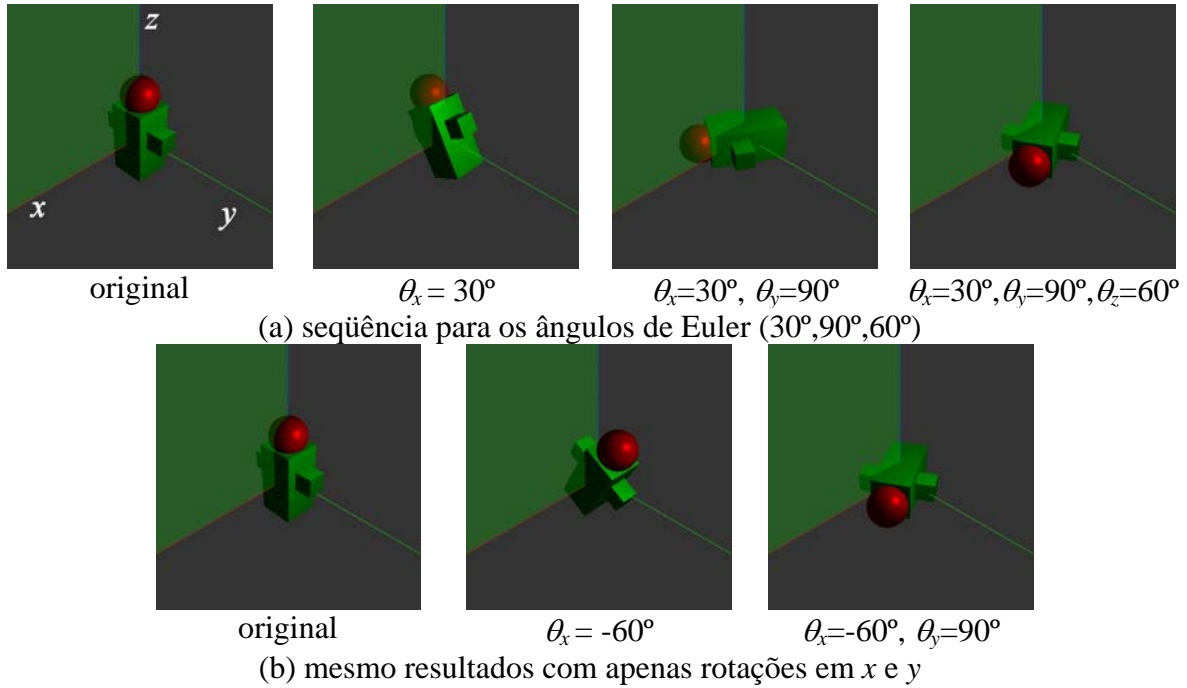 z
x
y
original
θx = 30º
θx=30º, θy=90º
θx=30º,θy=90º,θz=60º
(a) seqüência para os ângulos de Euler (30º,90º,60º)
original
θx = -60º
θx=-60º, θy=90º
(b) mesmo resultados com apenas rotações em x e y